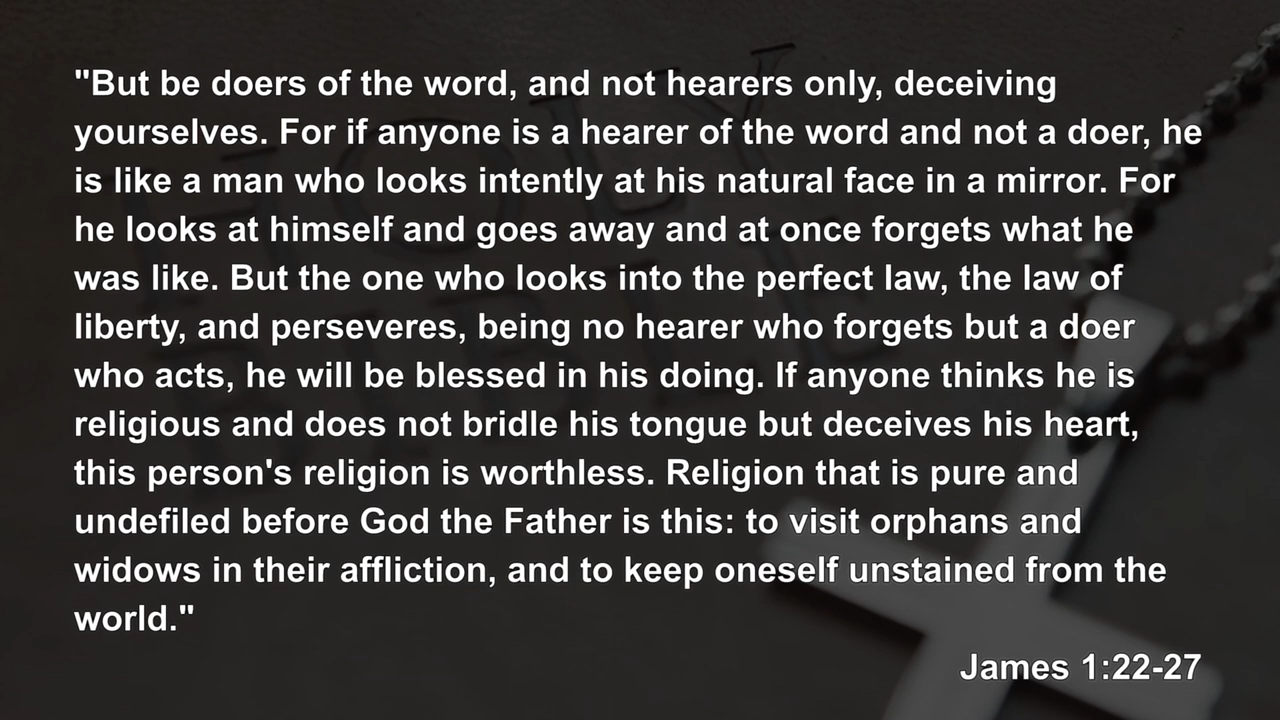 "But be doers of the word, and not hearers only, deceiving
yourselves. For if anyone is a hearer of the word and not a doer, he
is like a man who looks intently at his natural face in a mirror. For
he looks at himself and goes away and at once forgets what he
was like. But the one who looks into the perfect law, the law of
liberty, and perseveres, being no hearer who forgets but a doer
who acts, he will be blessed in his doing. If anyone thinks he is
religious and does not bridle his tongue but deceives his heart,
this person's religion is worthless. Religion that is pure and
undefiled before God the Father is this: to visit orphans and
widows in their affliction, and to keep oneself unstained from the
world."
James 1:22-27
HOLY
BIBLE